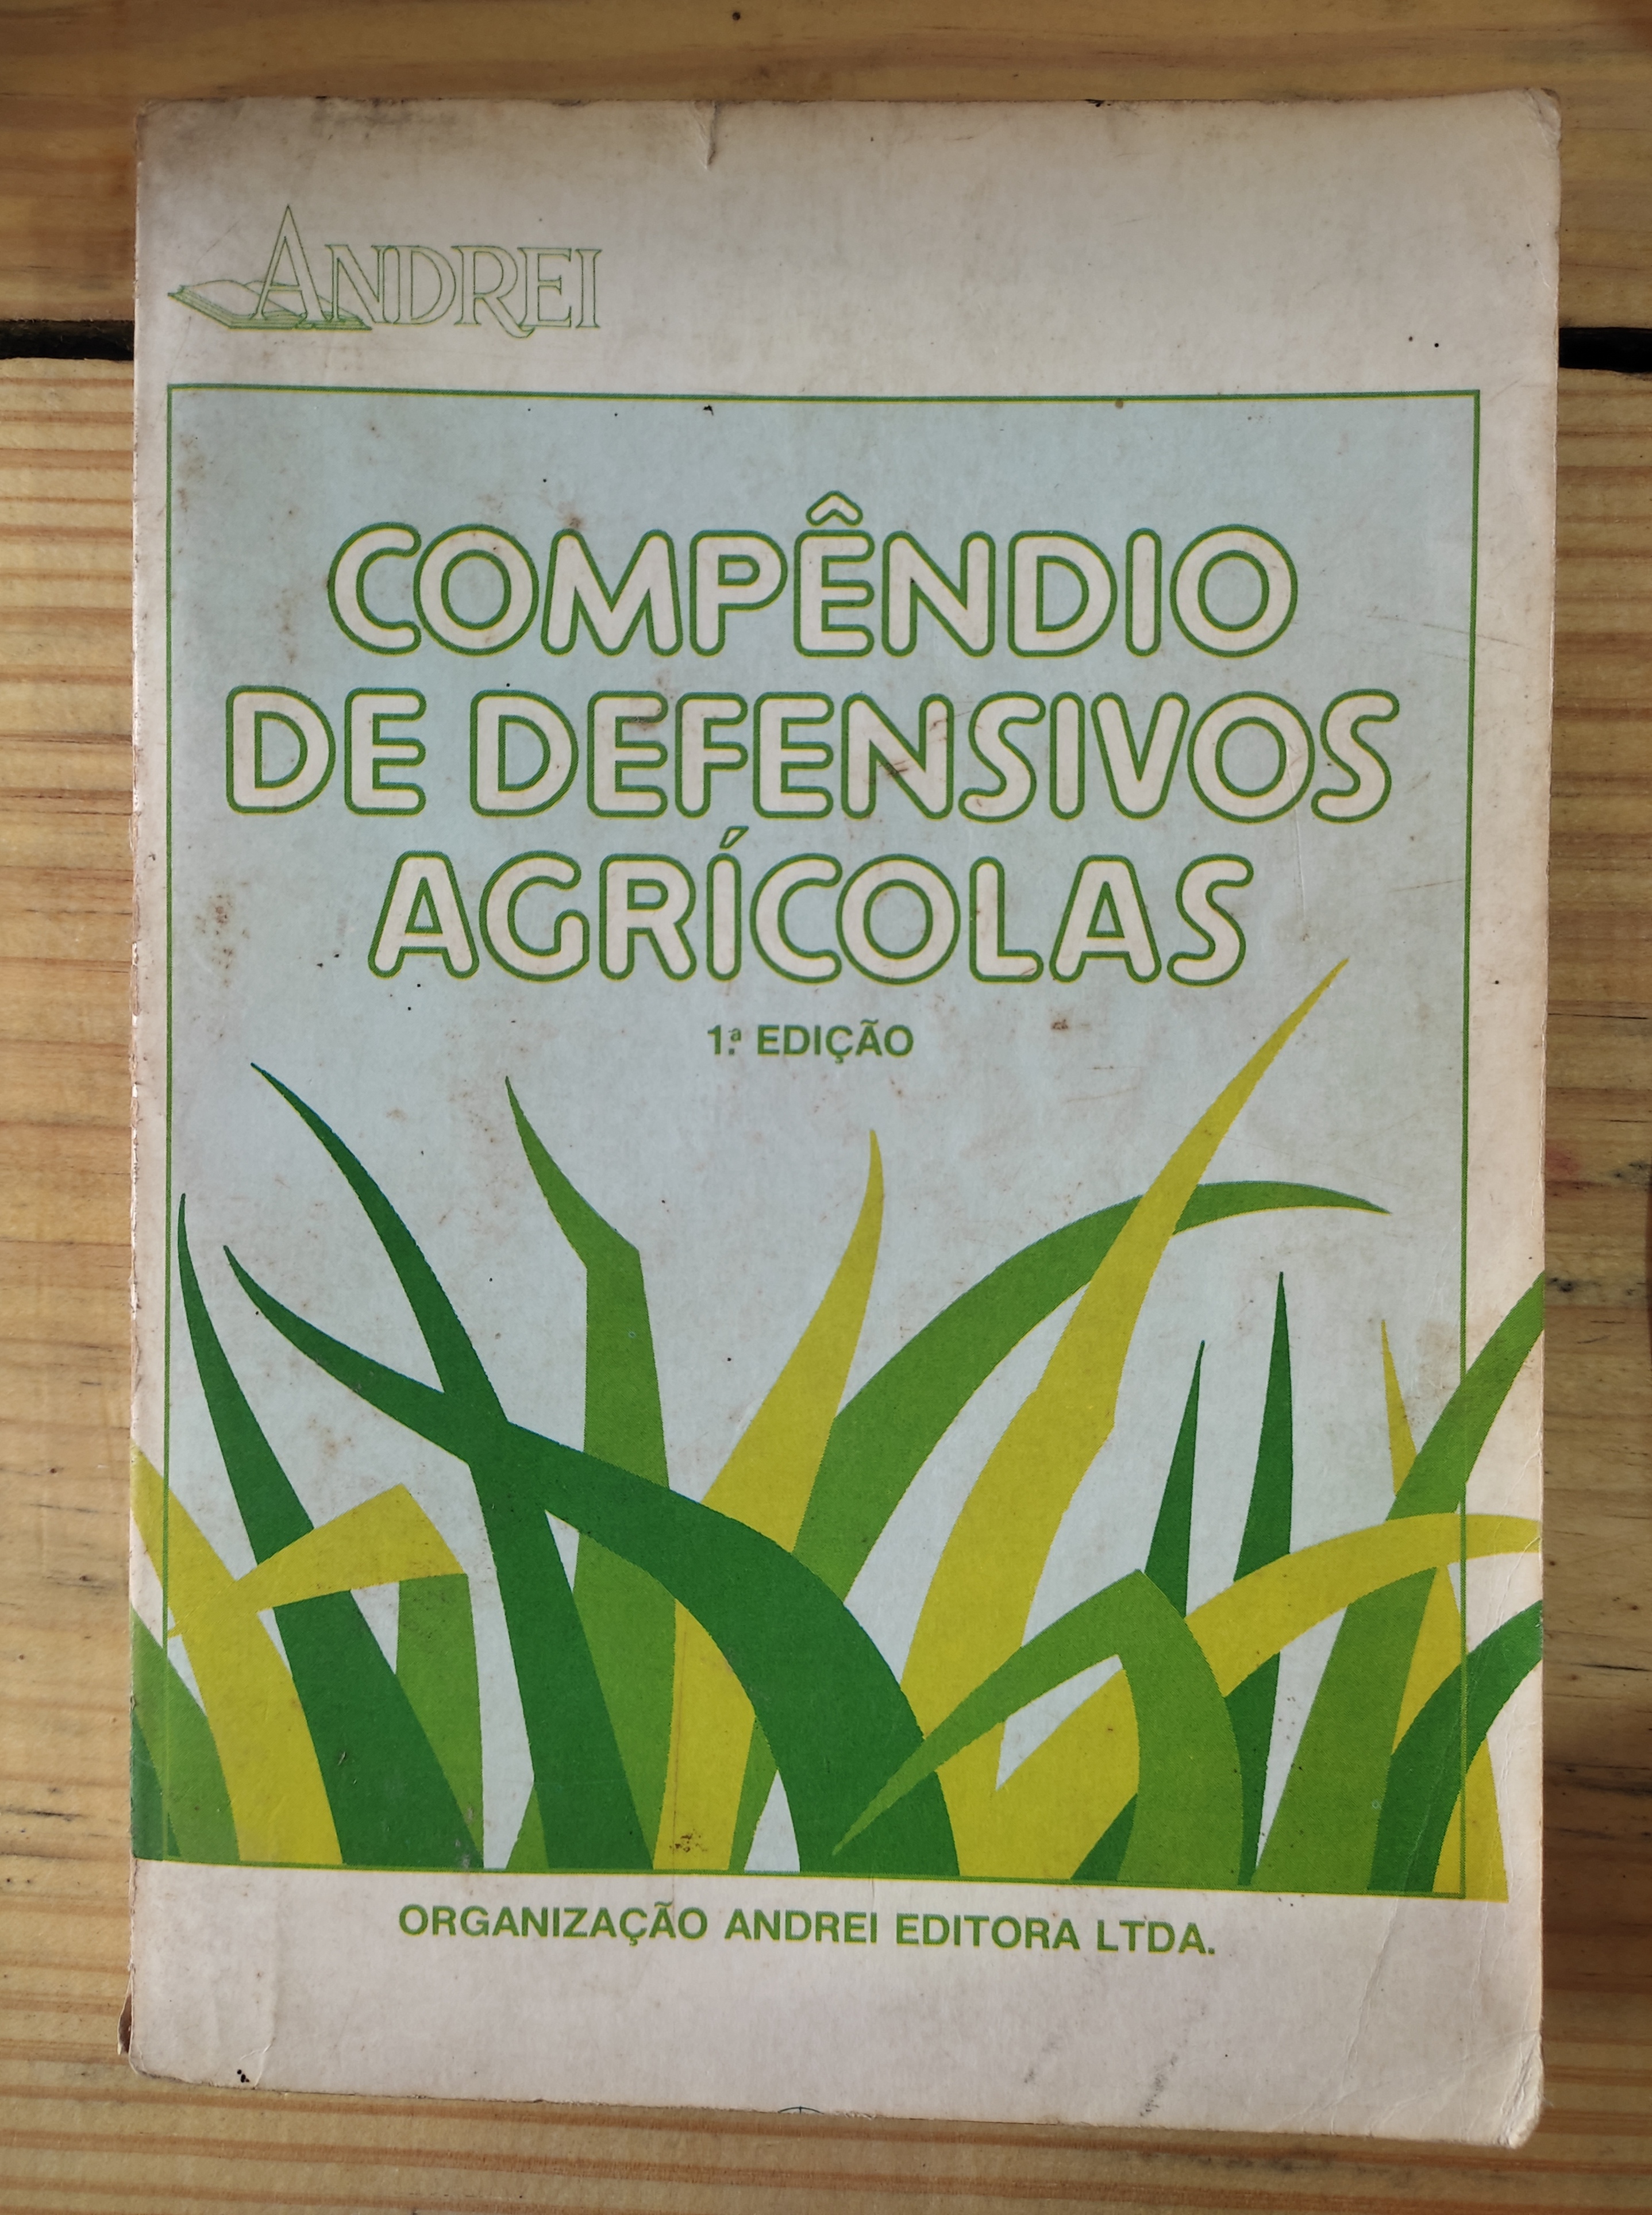 ANDREI
COMPÊNDIO
DE DEFENSIVOS
AGRÍCOLAS
1ª EDIÇÃO
ORGANIZAÇÃO ANDREI EDITORA LTDA.